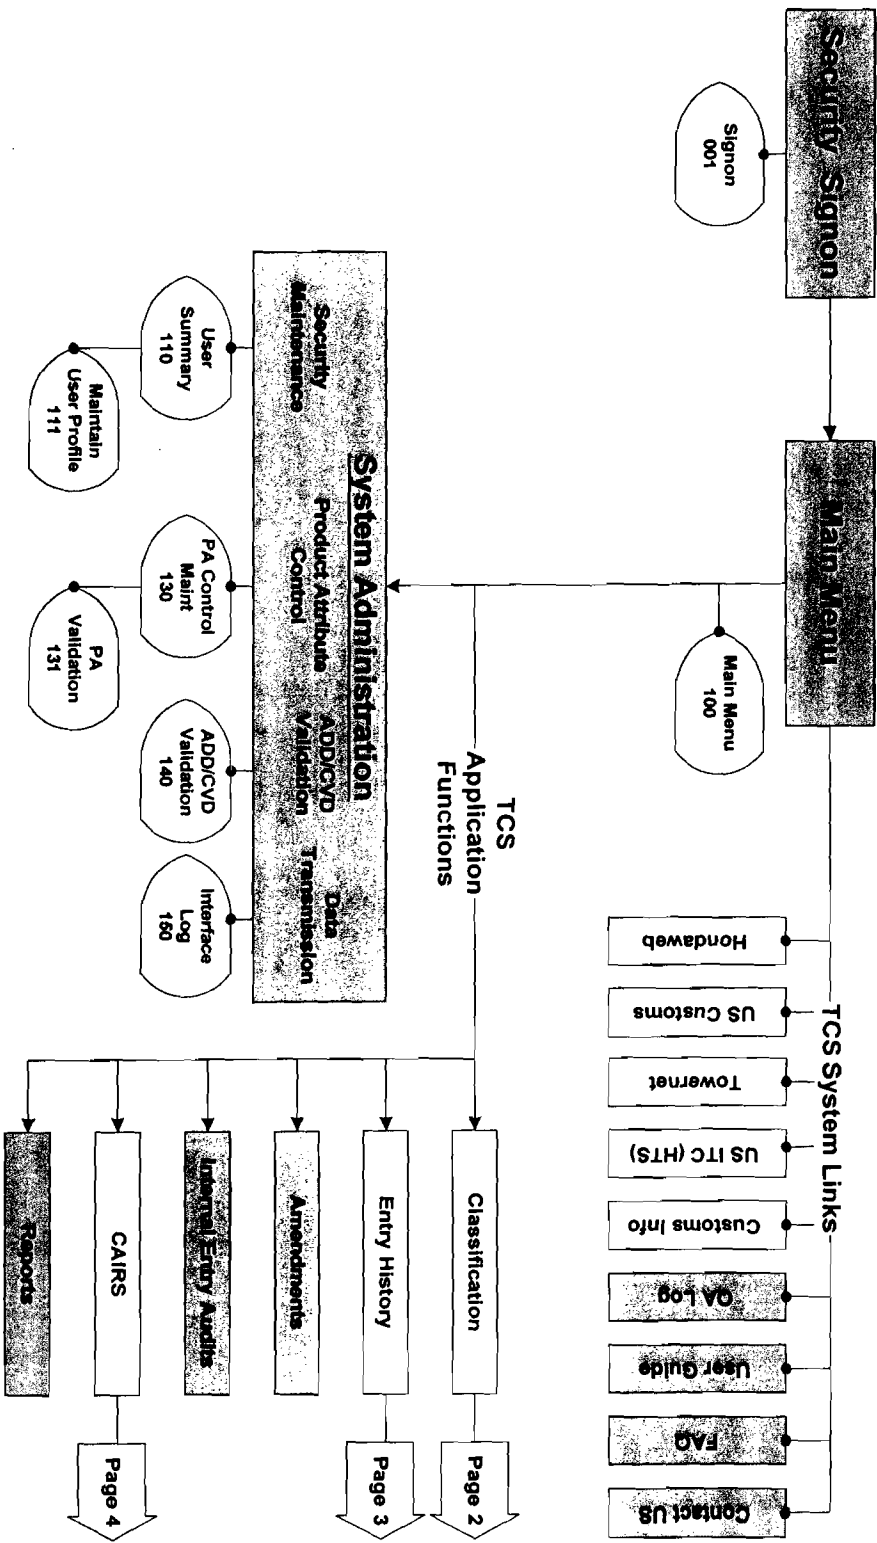 Security Signon
Signon
001
Main Menu
Main Menu
100
TCS System Links
Hondaweb
US Customs
Towernet
US ITC (HTS)
Customs Info
QA Log
User Guide
FAQ
Contact US
System Administration
Security
Maintenance
Product Attribute
Control
ADD/CVD
Validation
Data
Transmission
User
Summary
110
Maintain
User Profile
111
PA Control
Maint
130
PA
Validation
131
ADD/CVD
Validation
140
Interface
Log
150
TCS
Application
Functions
Classification
Page 2
Entry History
Page 3
Amendments
Internal Entry Audits
CAIRS
Page 4
Reports